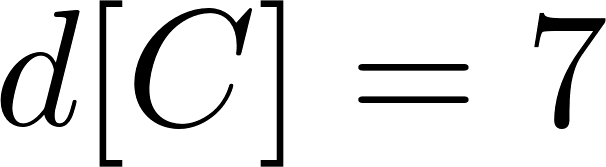 d[C] = 7